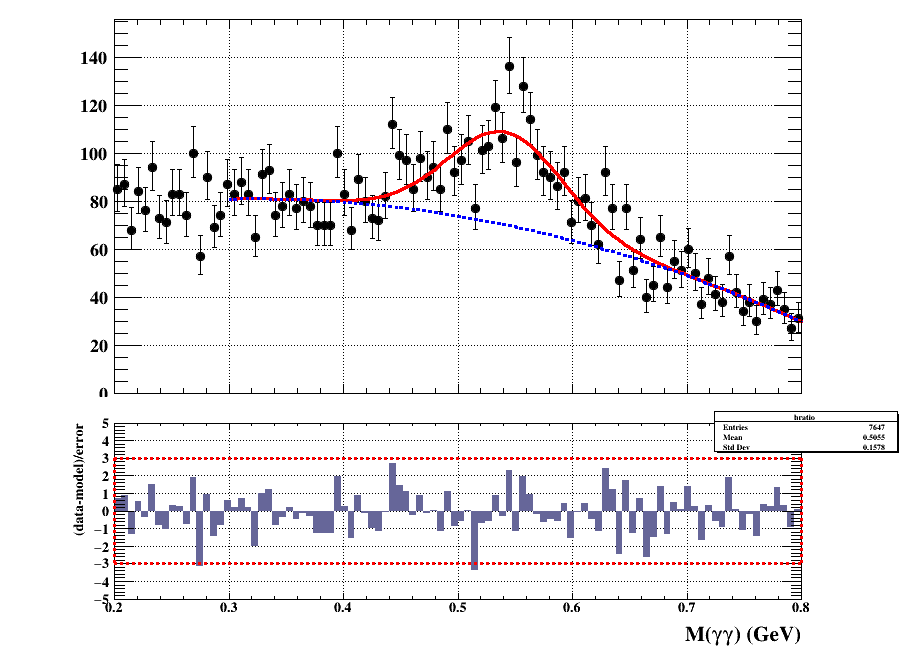 140
120
100
80
60
40
20
0
hratio
Entries 7647
Mean 0.5055
Std Dev 0.1578
(data-model)/error
5
4
3
2
1
0
−1
−2
−3
−4
−5
0.2 0.3 0.4 0.5 0.6 0.7 0.8
M(γγ) (GeV)